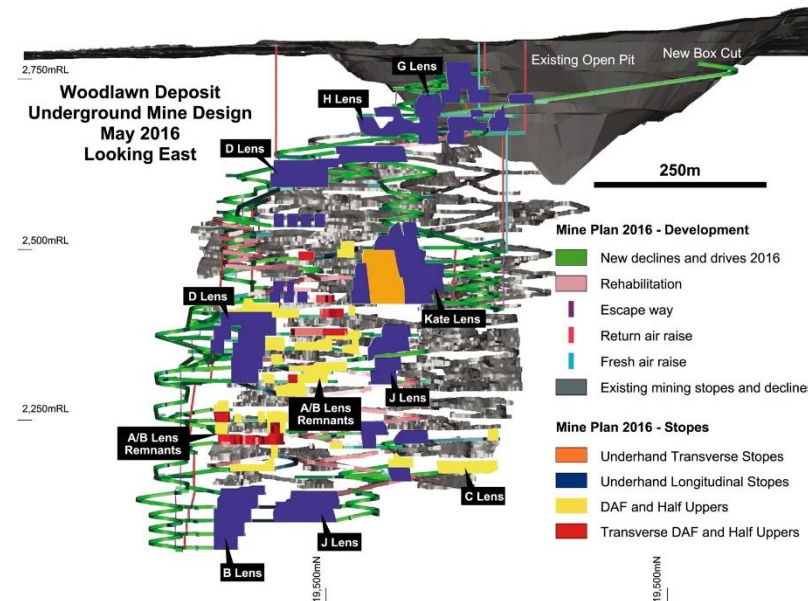 2,750mRL
Woodlawn Deposit
Underground Mine Design
May 2016
Looking East
G Lens
H Lens
D Lens
Existing Open Pit
New Box Cut
250m
2,500mRL
D Lens
Kate Lens
J Lens
A/B Lens
Remnants
2,250mRL
A/B Lens
Remnants
C Lens
J Lens
B Lens
19,500mN
19,500mN
Mine Plan 2016 - Development
New declines and drives 2016
Rehabilitation
Escape way
Return air raise
Fresh air raise
Existing mining stopes and declines
Mine Plan 2016 - Stopes
Underhand Transverse Stopes
Underhand Longitudinal Stopes
DAF and Half Uppers
Transverse DAF and Half Uppers